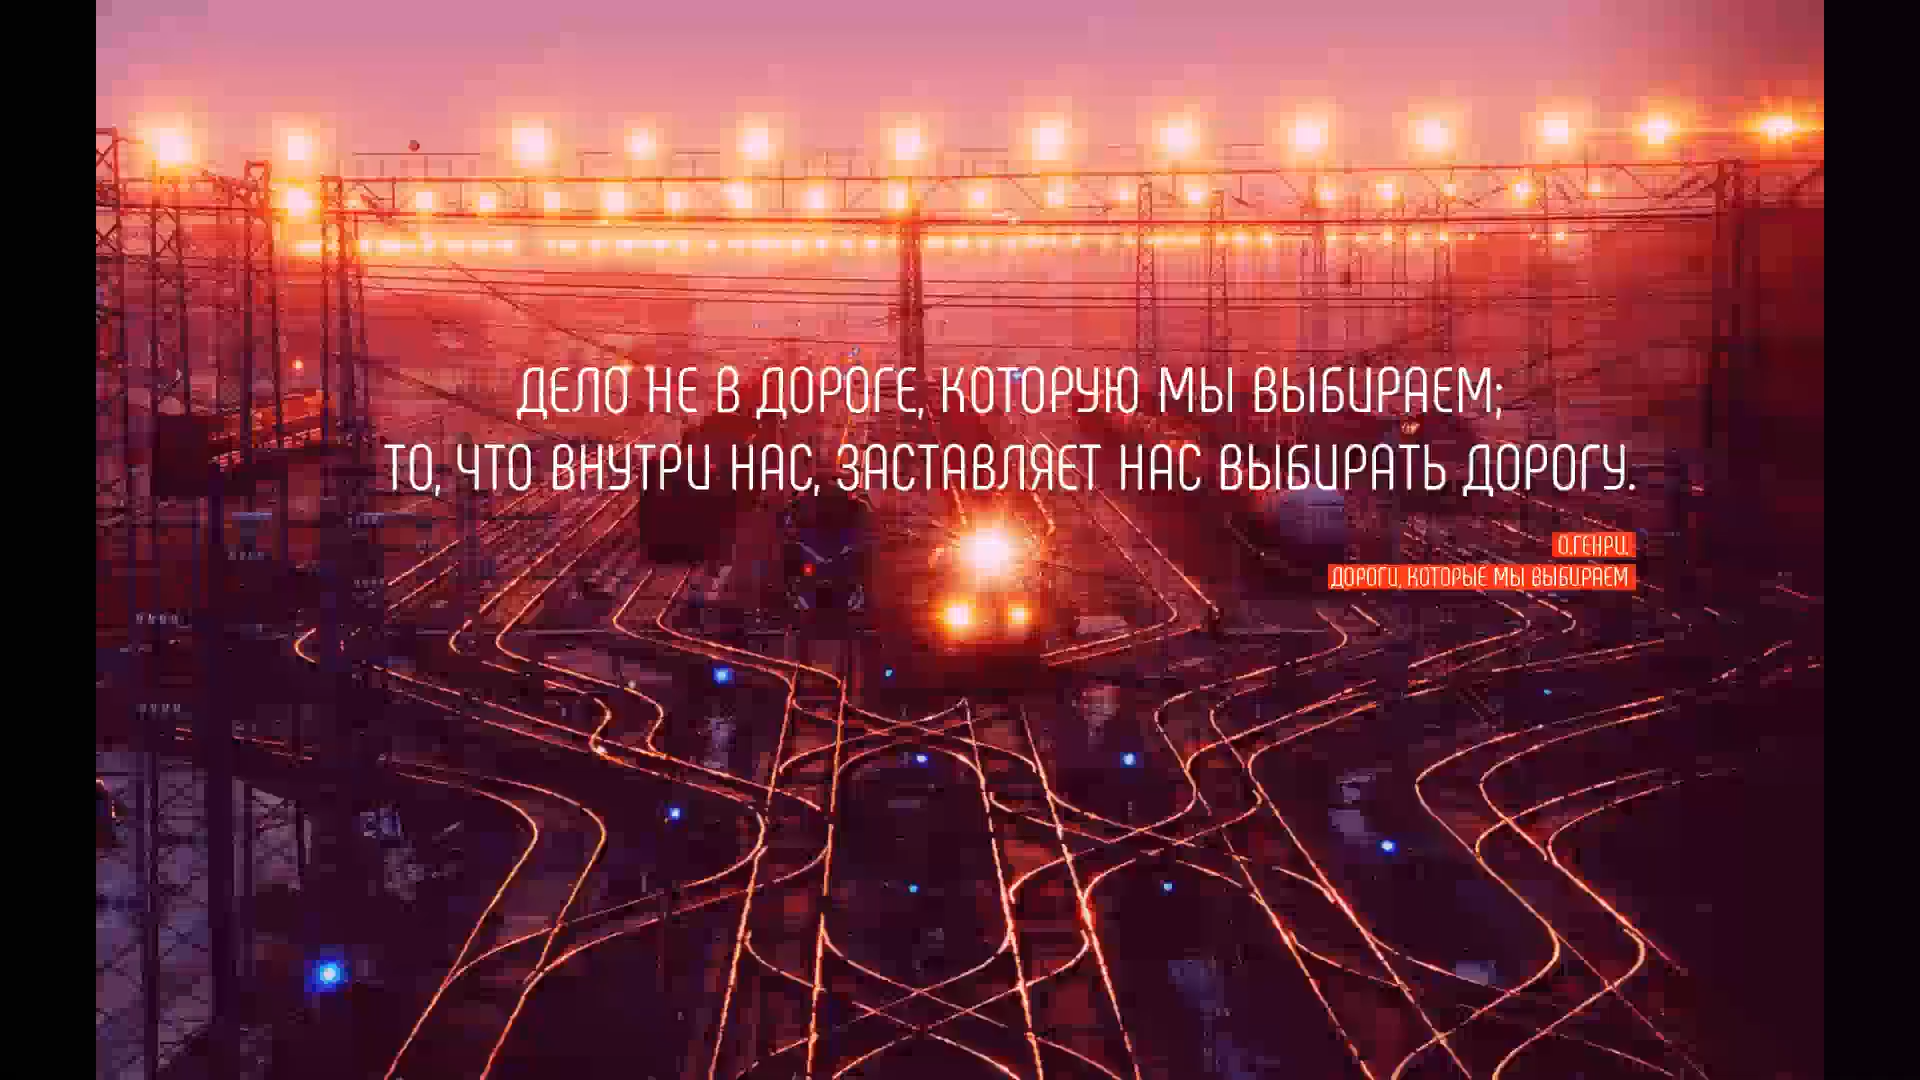 ДЕЛО НЕ В ДОРОГЕ, КОТОРУЮ МЫ ВЫБИРАЕМ;
ТО, ЧТО ВНУТРИ НАС, ЗАСТАВЛЯЕТ НАС ВЫБИРАТЬ ДОРОГУ.
О.ГЕНРИ.
ДОРОГИ, КОТОРЫЕ МЫ ВЫБИРАЕМ